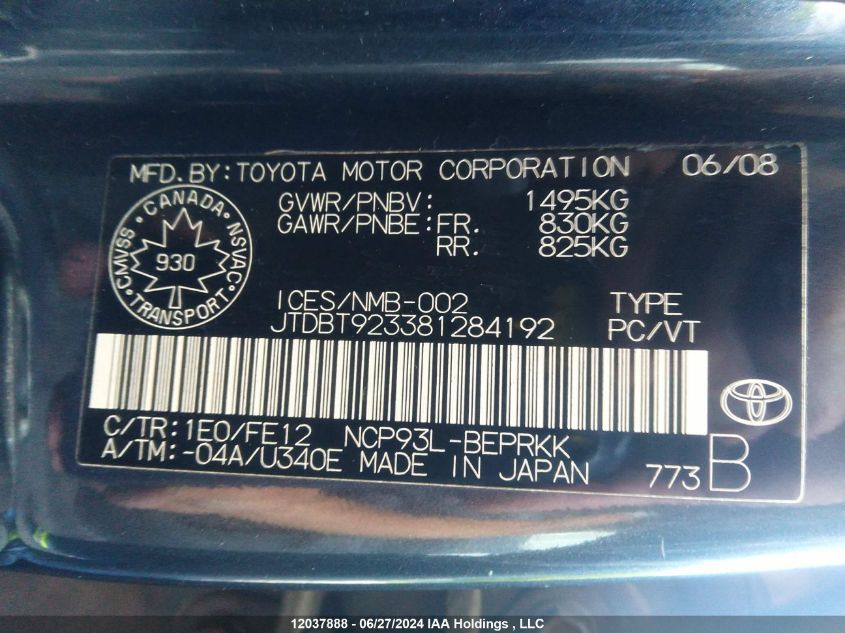 MFD. BY: TOYOTA MOTOR CORPORATION 06/08
GVWR/PNBV: 1495KG
GAWR/PNBE: FR. 830KG
RR. 825KG
CANADA
CMVSS 930 NSVAC
TRANSPORT
ICES/NMB-002 TYPE
JTDBT923381284192 PC/VT
C/TR: 1E0/FE12 NCP93L-BEPRKK
A/TM: -04A/U340E MADE IN JAPAN 773 B
12037888 - 06/27/2024 IAA Holdings , LLC